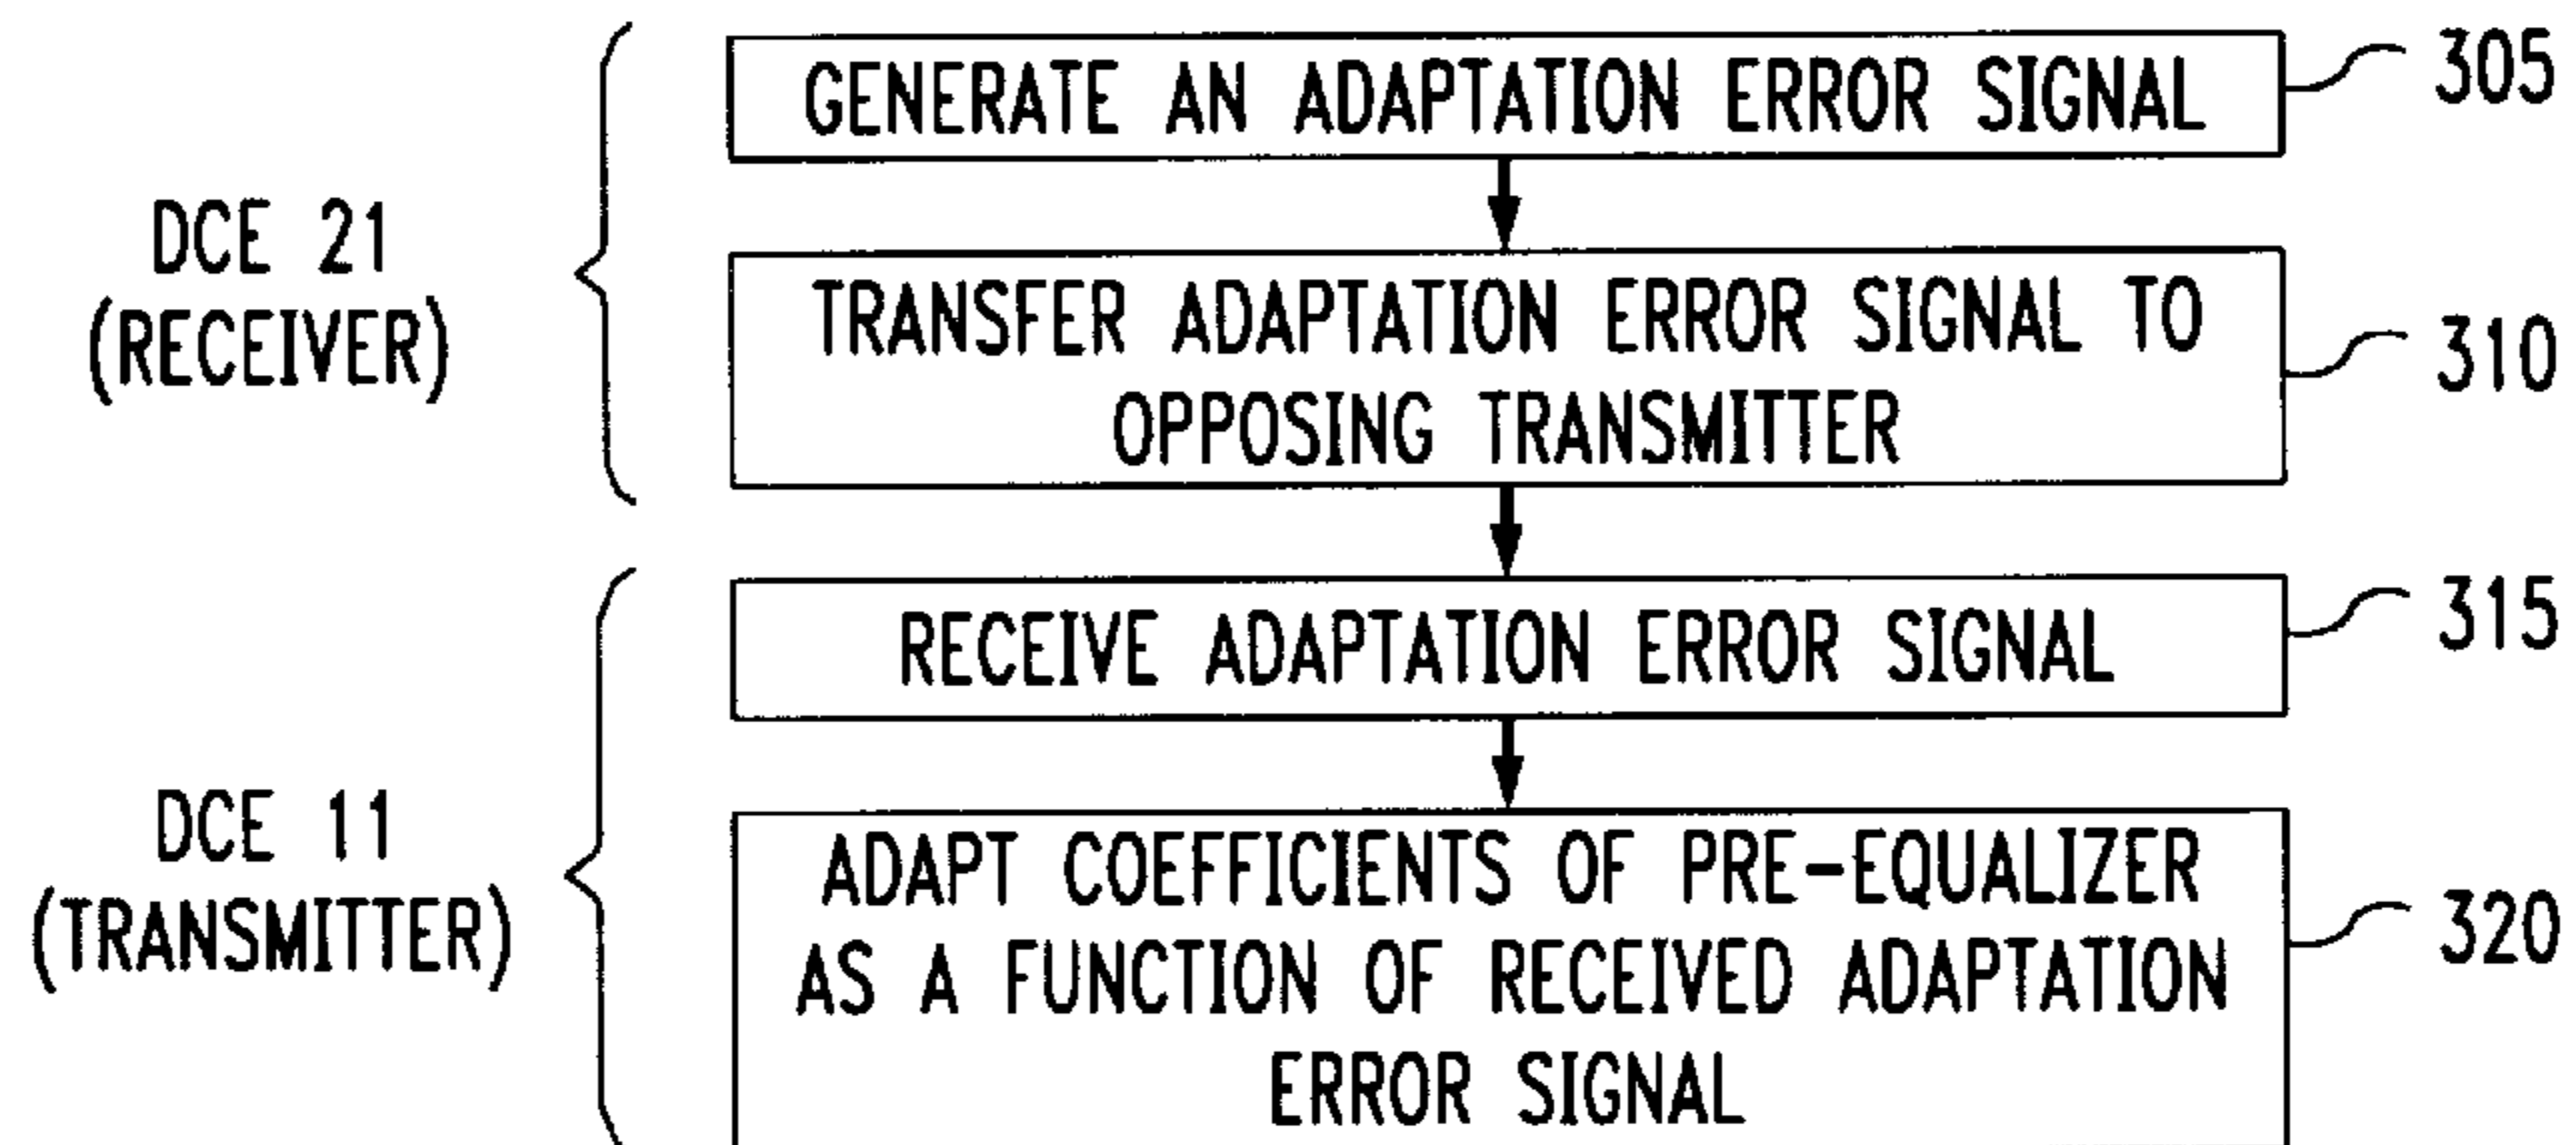 GENERATE AN ADAPTATION ERROR SIGNAL
305
DCE 21
(RECEIVER)
TRANSFER ADAPTATION ERROR SIGNAL TO
OPPOSING TRANSMITTER
310
RECEIVE ADAPTATION ERROR SIGNAL
315
DCE 11
(TRANSMITTER)
ADAPT COEFFICIENTS OF PRE-EQUALIZER
AS A FUNCTION OF RECEIVED ADAPTATION
ERROR SIGNAL
320